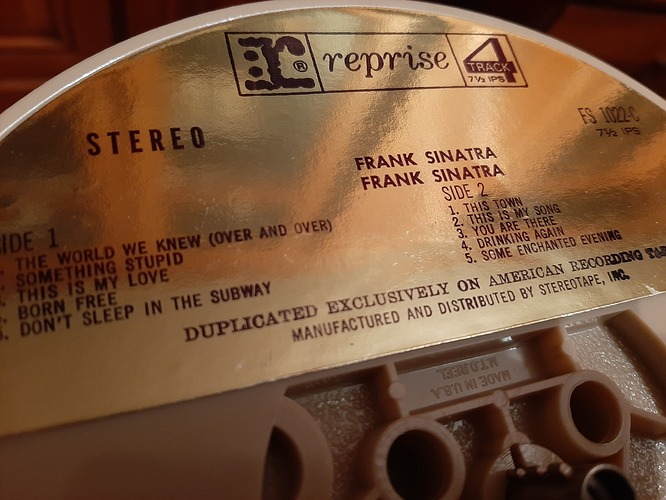 R® reprise 4 TRACK 7½ IPS
FS 1022-C
7½ IPS
STEREO
FRANK SINATRA
FRANK SINATRA
SIDE 1
THE WORLD WE KNEW (OVER AND OVER)
SOMETHING STUPID
THIS IS MY LOVE
BORN FREE
DON'T SLEEP IN THE SUBWAY
SIDE 2
1. THIS TOWN
2. THIS IS MY SONG
3. YOU ARE THERE
4. DRINKING AGAIN
5. SOME ENCHANTED EVENING
DUPLICATED EXCLUSIVELY ON AMERICAN RECORDING
MANUFACTURED AND DISTRIBUTED BY STEREOTAPE, INC.
MADE IN U.S.A.